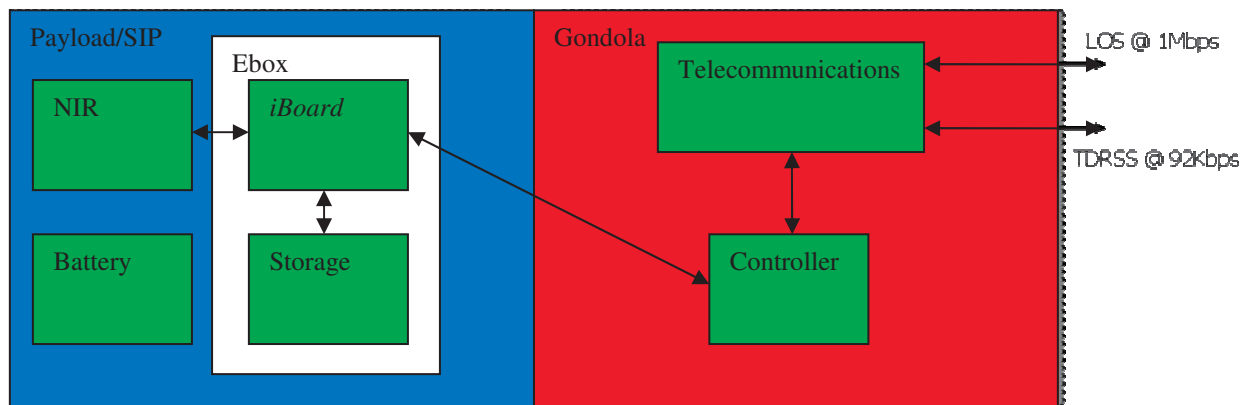 Payload/SIP
Ebox
NIR
iBoard
Battery
Storage
Gondola
Telecommunications
Controller
LOS @ 1Mbps
TDRSS @ 92Kbps